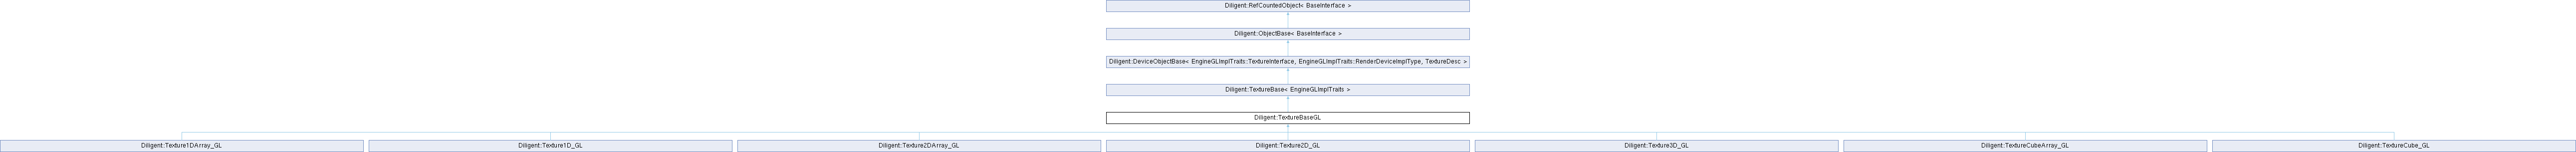 Diligent::RefCountedObject< BaseInterface >
Diligent::ObjectBase< BaseInterface >
Diligent::DeviceObjectBase< EngineGLImplTraits::TextureInterface, EngineGLImplTraits::RenderDeviceImplType, TextureDesc >
Diligent::TextureBase< EngineGLImplTraits >
Diligent::TextureBaseGL
Diligent::Texture1DArray_GL
Diligent::Texture1D_GL
Diligent::Texture2DArray_GL
Diligent::Texture2D_GL
Diligent::Texture3D_GL
Diligent::TextureCubeArray_GL
Diligent::TextureCube_GL